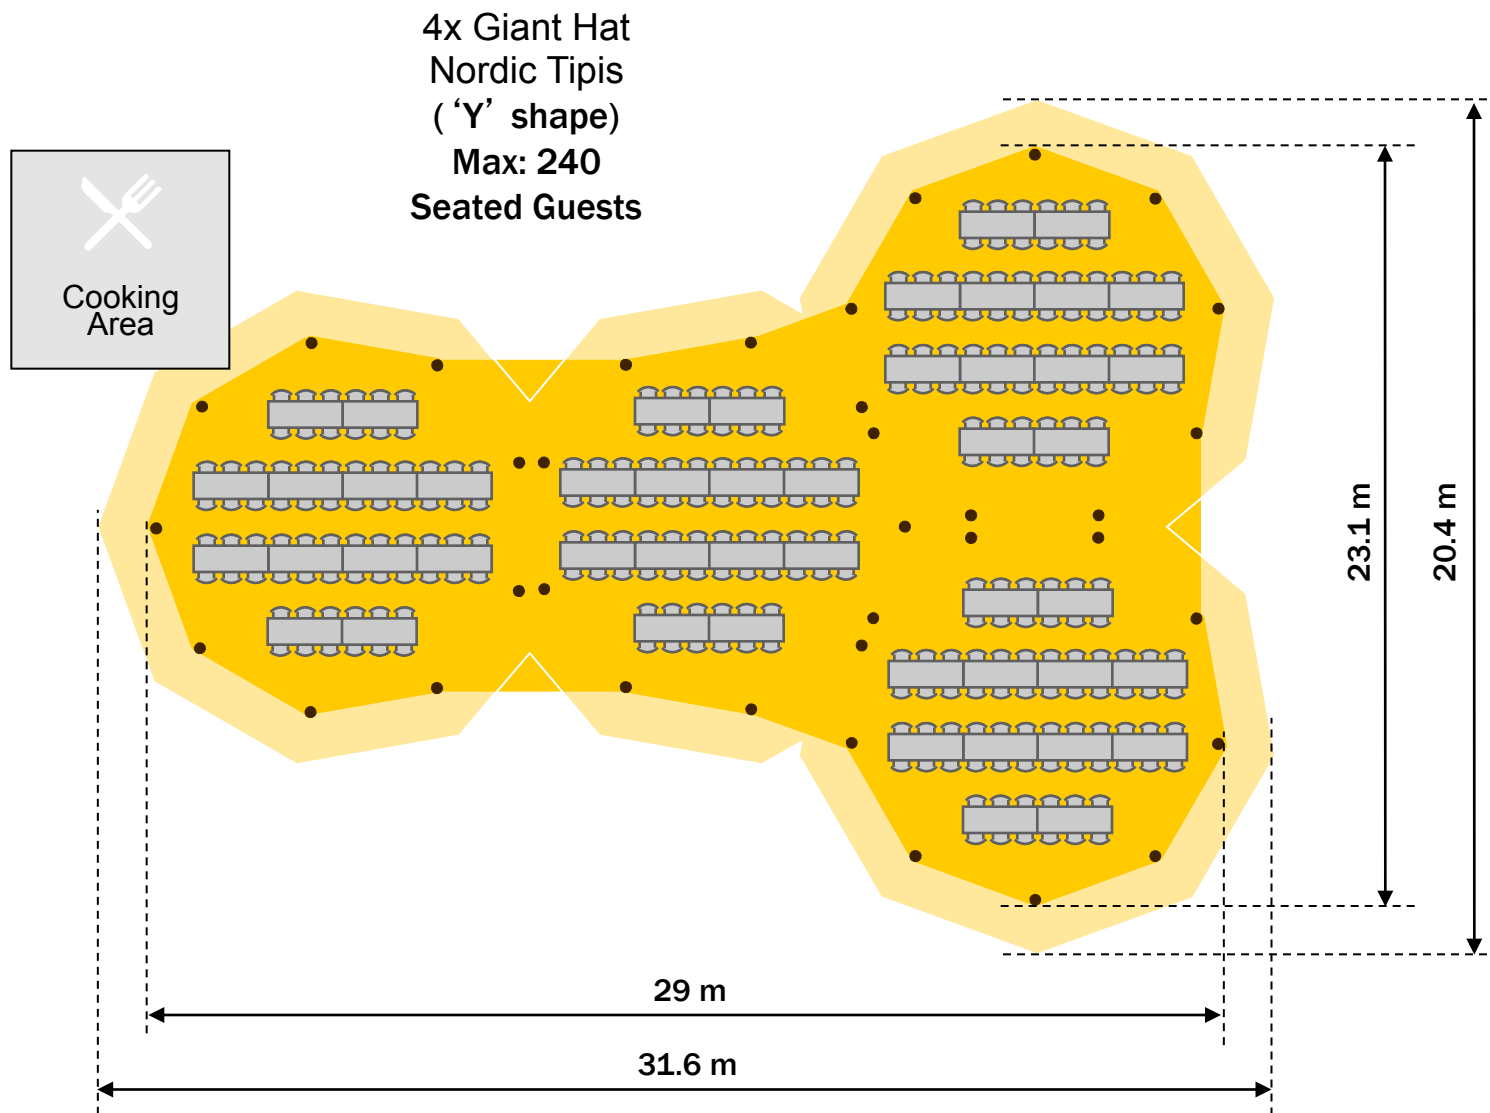 4x Giant Hat
Nordic Tipis
( ‘Y’ shape)
Max: 240
Seated Guests
Cooking
Area
23.1 m
20.4 m
29 m
31.6 m